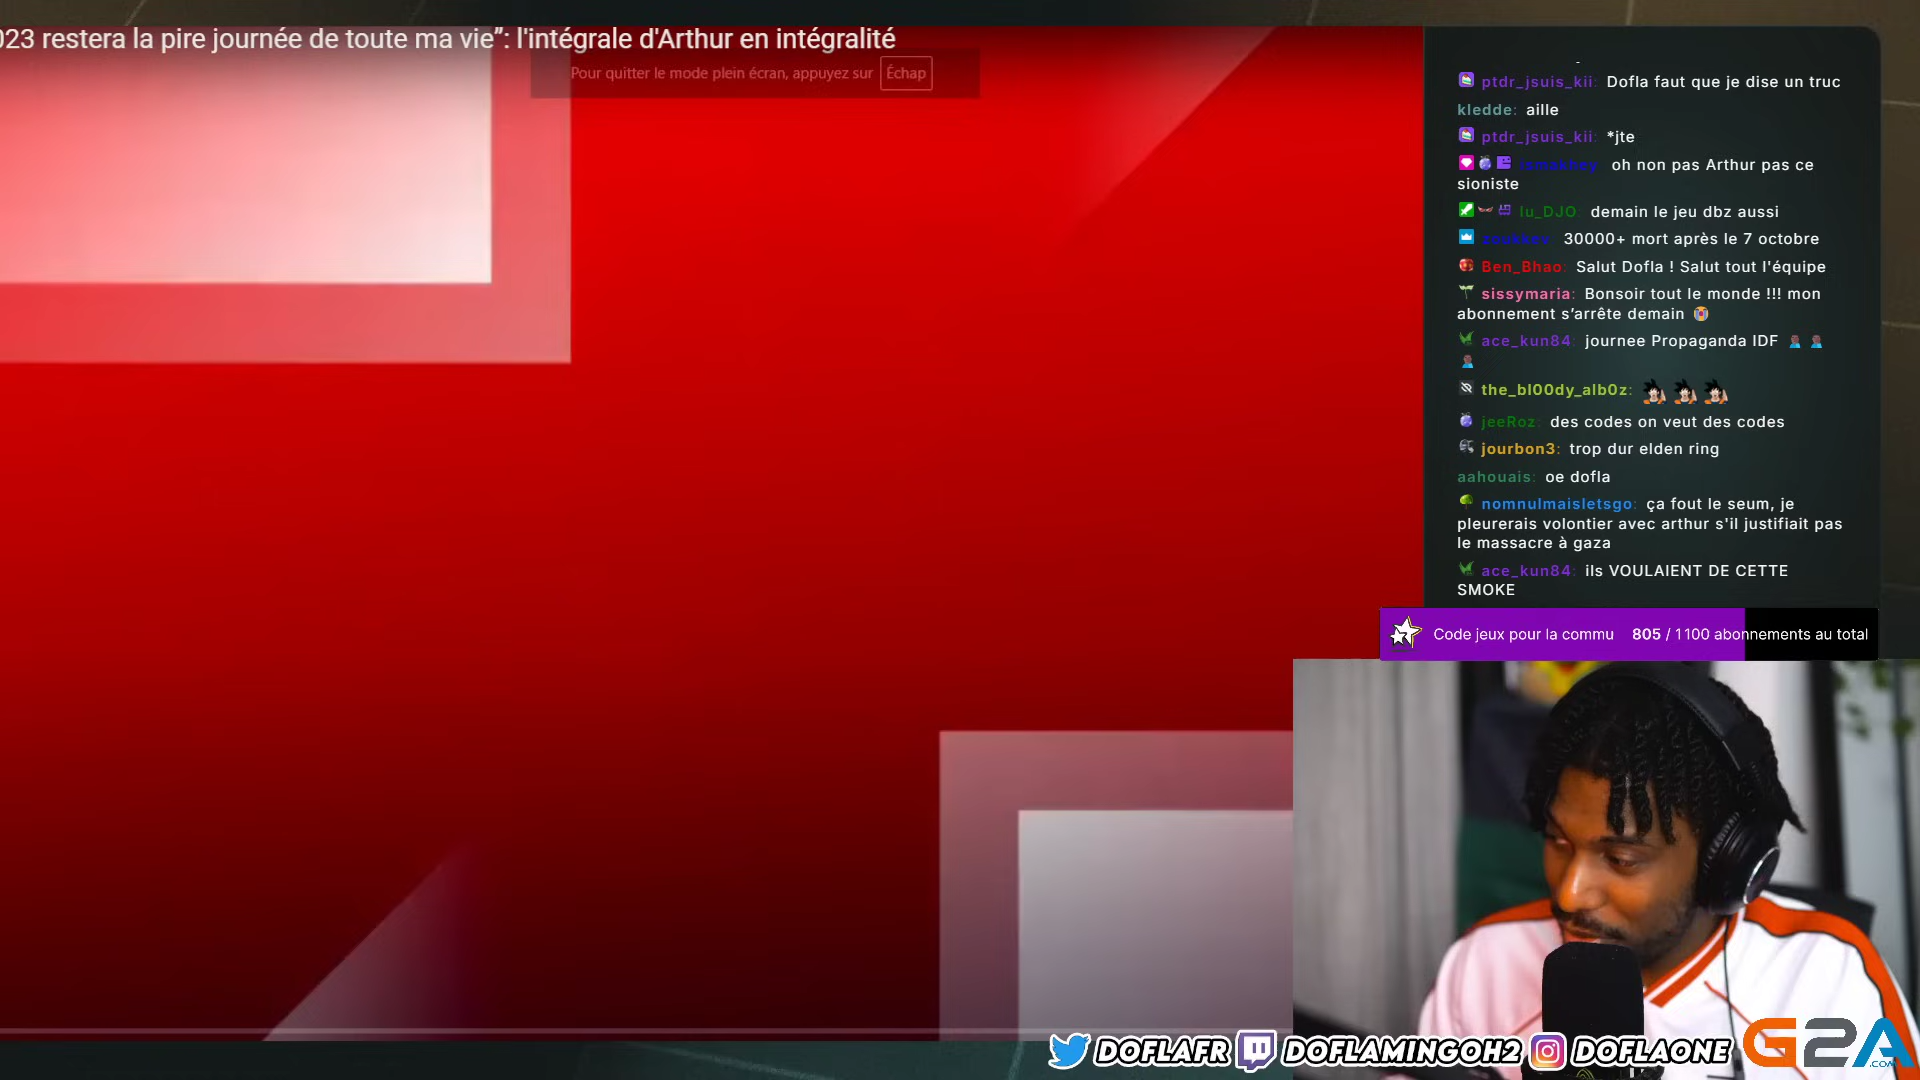 023 restera la pire journée de toute ma vie”: l'intégrale d'Arthur en intégralité
Pour quitter le mode plein écran, appuyez sur Échap
ptdr_jsuis_kii: Dofla faut que je dise un truc
kledde: aille
ptdr_jsuis_kii: *jte
oh non pas Arthur pas ce
sioniste
lu_DJO: demain le jeu dbz aussi
30000+ mort après le 7 octobre
Ben_Bhao: Salut Dofla ! Salut tout l'équipe
sissymaria: Bonsoir tout le monde !!! mon
abonnement s’arrête demain
ace_kun84: journee Propaganda IDF
the_bl00dy_alb0z:
jeeRoz: des codes on veut des codes
jourbon3: trop dur elden ring
aahouais: oe dofla
nomnulmaisletsgo: ça fout le seum, je
pleurerais volontier avec arthur s'il justifiait pas
le massacre à gaza
ace_kun84: ils VOULAIENT DE CETTE
SMOKE
Code jeux pour la commu 805 / 1100 abonnements au total
DOFLAFR DOFLAMINGOH2 DOFLAONE G2A
.COM